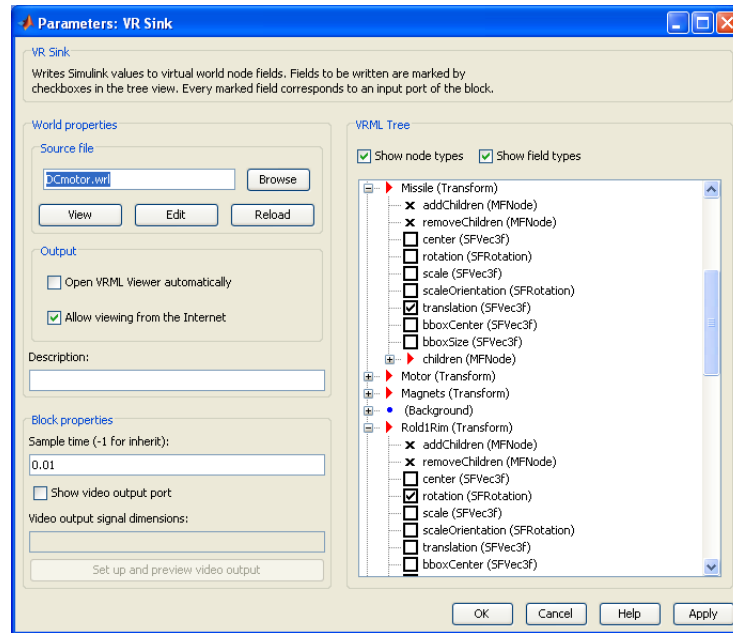 Parameters: VR Sink
VR Sink
Writes Simulink values to virtual world node fields. Fields to be written are marked by
checkboxes in the tree view. Every marked field corresponds to an input port of the block.
World properties
Source file
DCmotor.wrl
Browse
View
Edit
Reload
Output
Open VRML Viewer automatically
Allow viewing from the Internet
Description:
Block properties
Sample time (-1 for inherit):
0.01
Show video output port
Video output signal dimensions:
Set up and preview video output
VRML Tree
Show node types
Show field types
Missile (Transform)
addChildren (MFNode)
removeChildren (MFNode)
center (SFVec3f)
rotation (SFRotation)
scale (SFVec3f)
scaleOrientation (SFRotation)
translation (SFVec3f)
bboxCenter (SFVec3f)
bboxSize (SFVec3f)
children (MFNode)
Motor (Transform)
Magnets (Transform)
(Background)
Rold1Rim (Transform)
addChildren (MFNode)
removeChildren (MFNode)
center (SFVec3f)
rotation (SFRotation)
scale (SFVec3f)
scaleOrientation (SFRotation)
translation (SFVec3f)
bboxCenter (SFVec3f)
OK
Cancel
Help
Apply